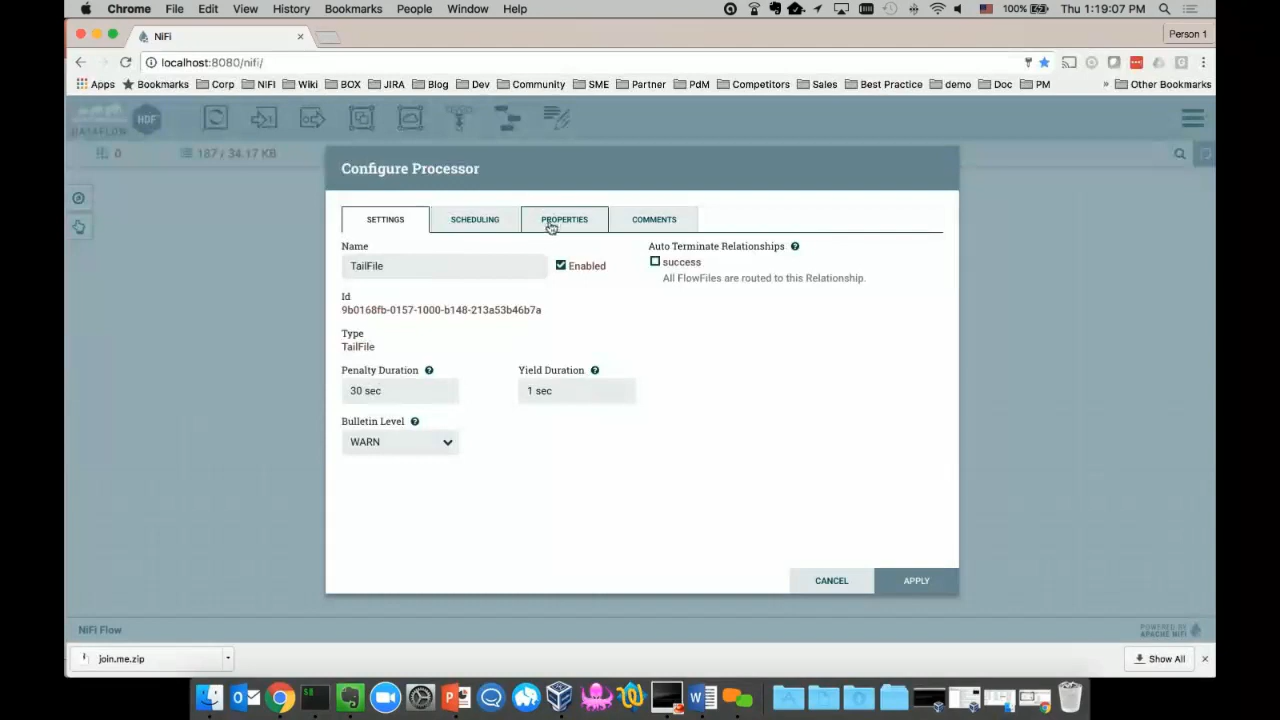 Chrome File Edit View History Bookmarks People Window Help 100% Thu 1:19:07 PM
NiFi Person 1
localhost:8080/nifi/
Apps Bookmarks Corp NIFI Wiki BOX JIRA Blog Dev Community SME Partner PdM Competitors Sales Best Practice demo Doc PM » Other Bookmarks
DATAFLOW HDF
0 187 / 34.17 KB
Configure Processor
SETTINGS SCHEDULING PROPERTIES COMMENTS
Name Auto Terminate Relationships
TailFile Enabled success
All FlowFiles are routed to this Relationship.
Id
9b0168fb-0157-1000-b148-213a53b46b7a
Type
TailFile
Penalty Duration Yield Duration
30 sec 1 sec
Bulletin Level
WARN
CANCEL APPLY
NiFi Flow POWERED BY
APACHE NIFI
join.me.zip Show All